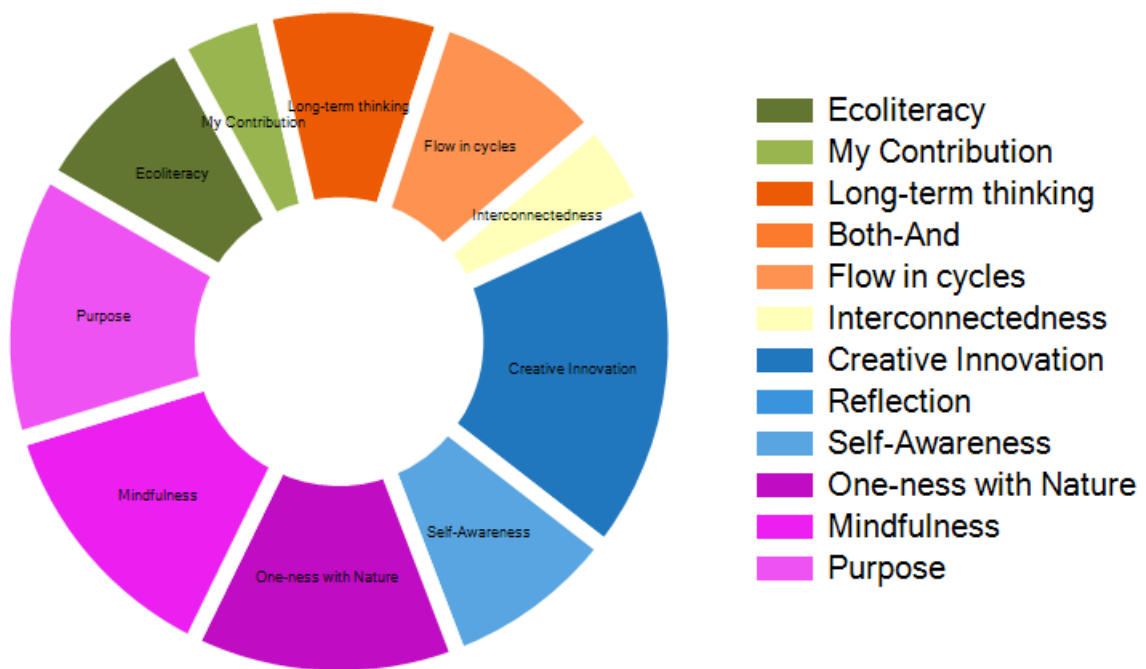 Long-term thinking
My Contribution
Flow in cycles
Ecoliteracy
Interconnectedness
Purpose
Creative Innovation
Mindfulness
Self-Awareness
One-ness with Nature
Ecoliteracy
My Contribution
Long-term thinking
Both-And
Flow in cycles
Interconnectedness
Creative Innovation
Reflection
Self-Awareness
One-ness with Nature
Mindfulness
Purpose